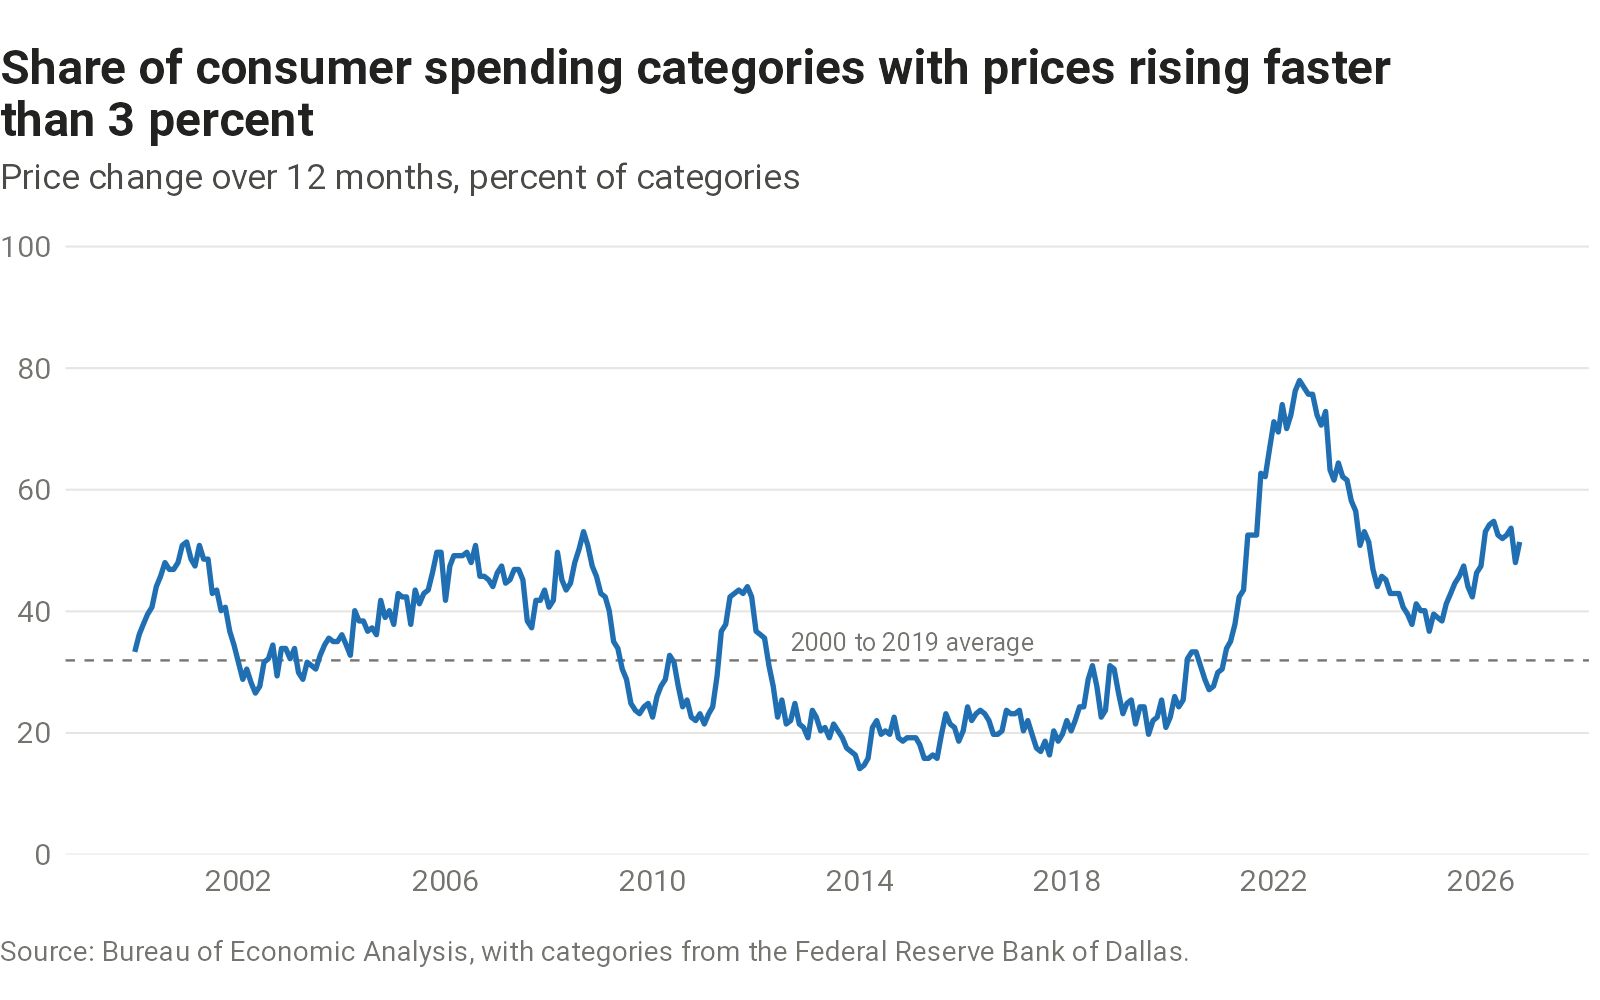 Share of consumer spending categories with prices rising faster
than 3 percent
Price change over 12 months, percent of categories
100
80
60
40
2000 to 2019 average
20
0
2002 2006 2010 2014 2018 2022 2026
Source: Bureau of Economic Analysis, with categories from the Federal Reserve Bank of Dallas.